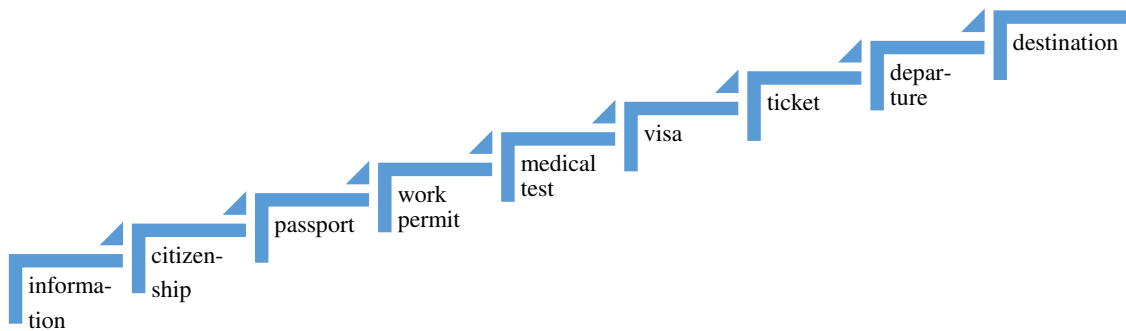 informa-
tion
citizen-
ship
passport
work
permit
medical
test
visa
ticket
depar-
ture
destination